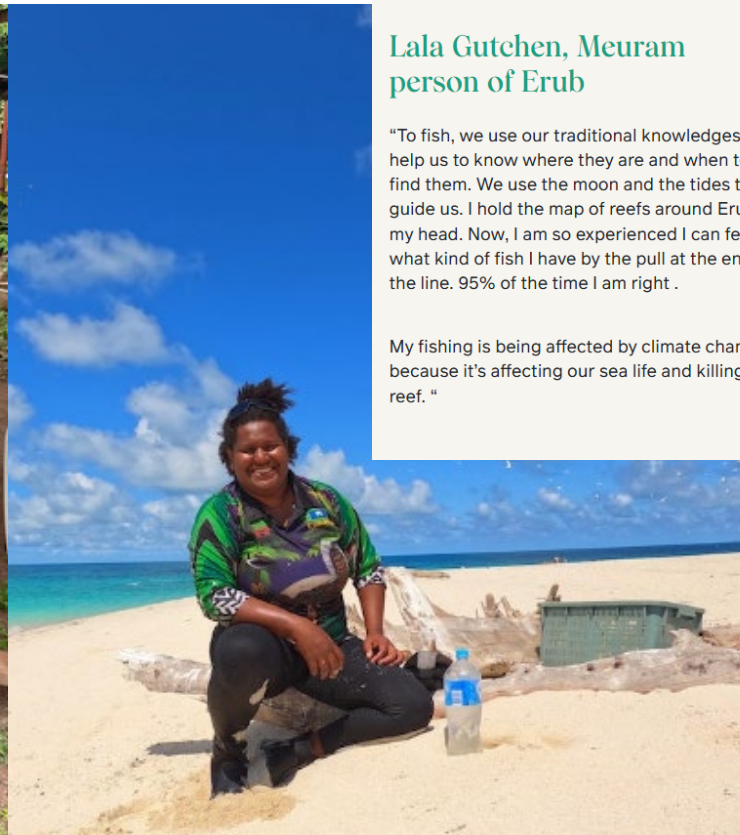 Lala Gutchen, Meuram
person of Erub
“To fish, we use our traditional knowledges
help us to know where they are and when t
find them. We use the moon and the tides t
guide us. I hold the map of reefs around Eru
my head. Now, I am so experienced I can fe
what kind of fish I have by the pull at the en
the line. 95% of the time I am right .
My fishing is being affected by climate chan
because it’s affecting our sea life and killing
reef. “